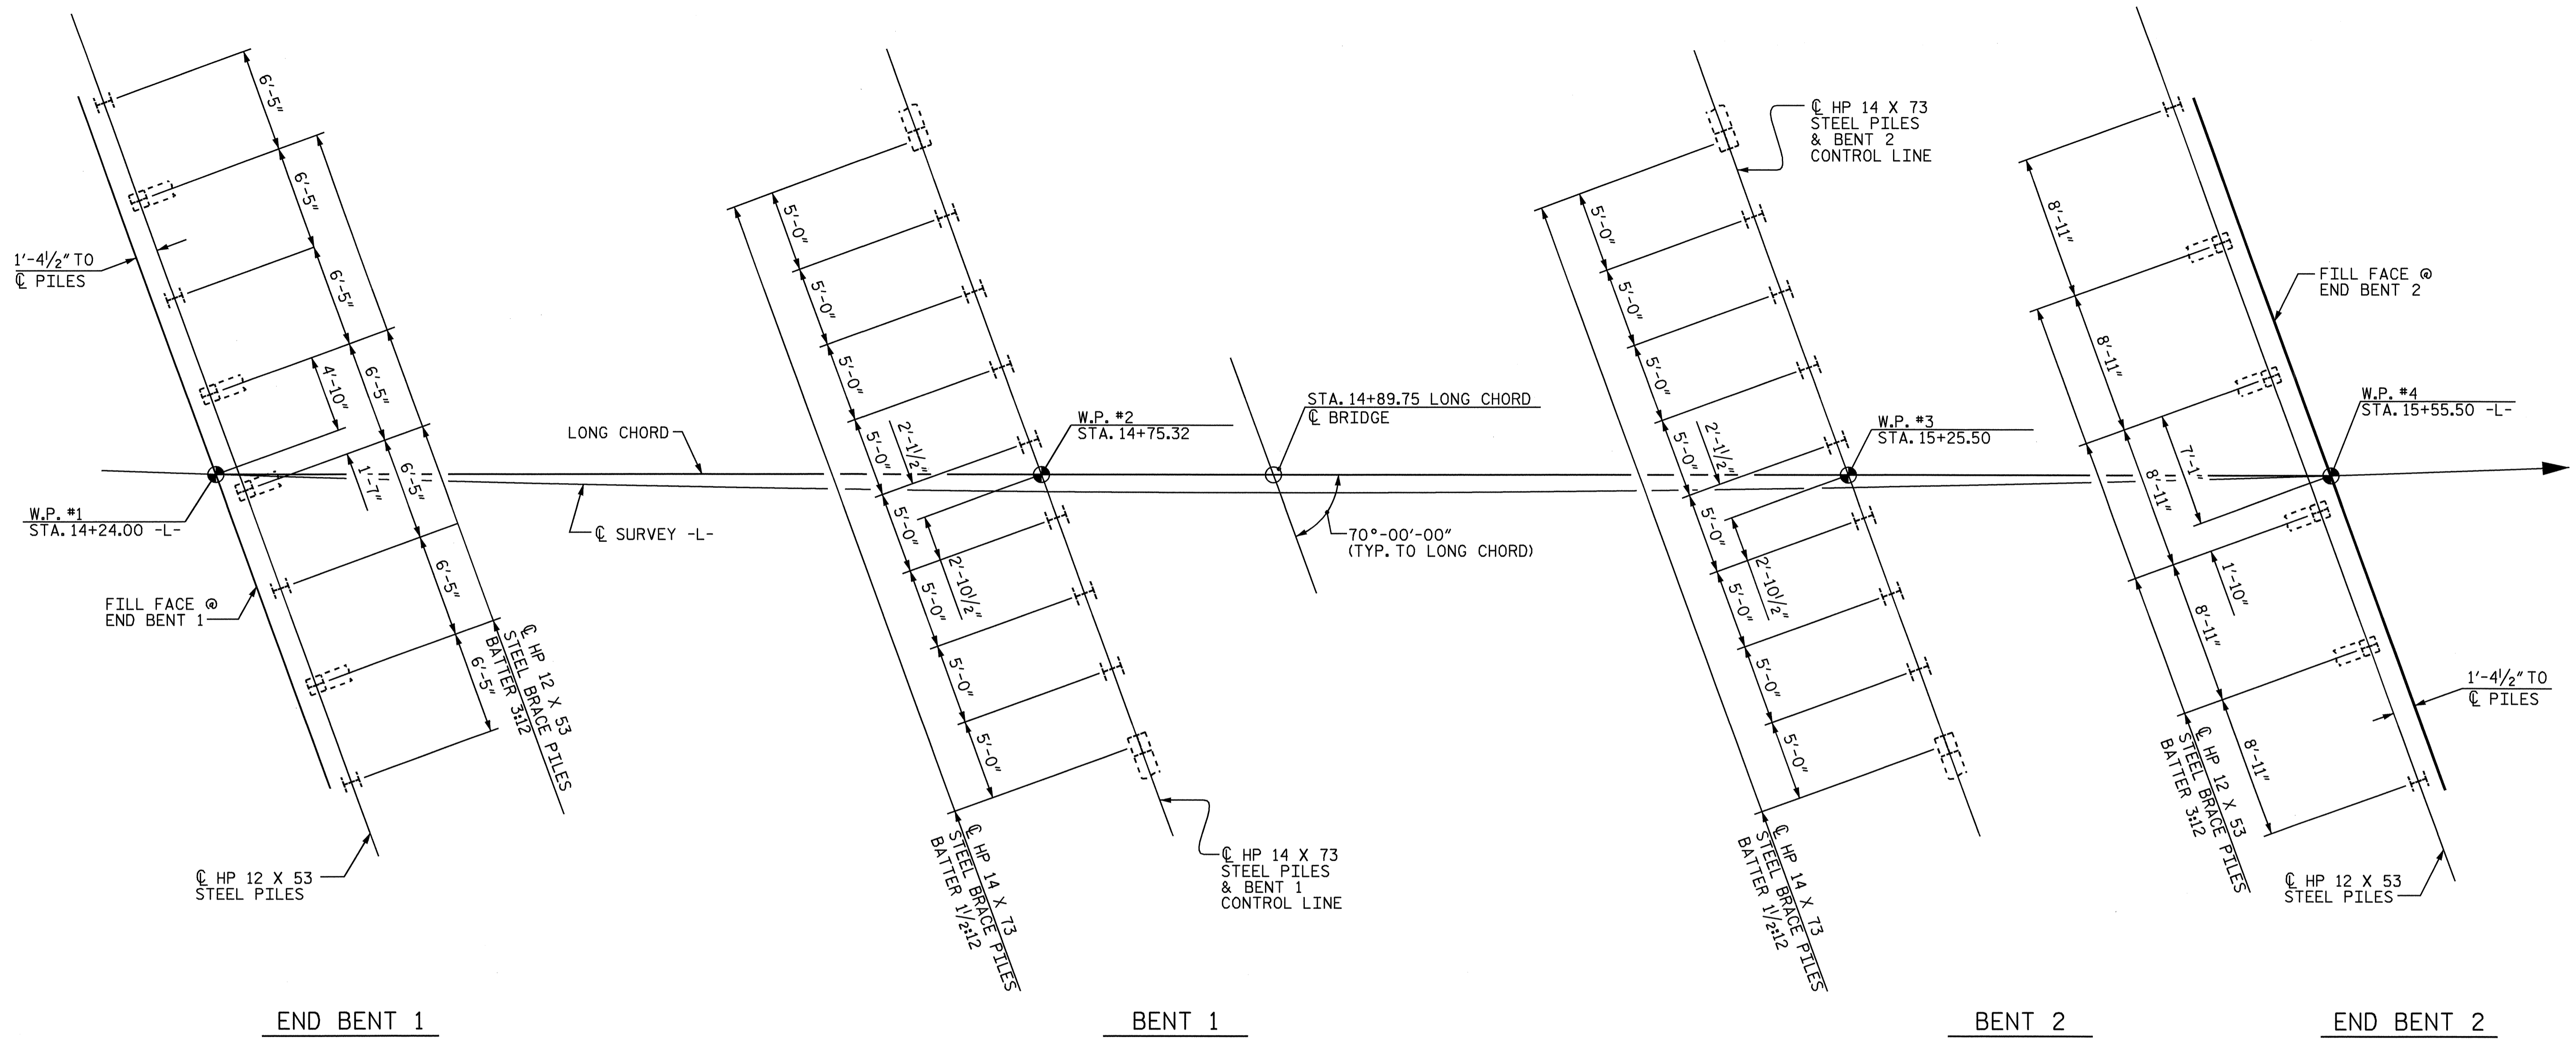 6'-5"
6'-5"
6'-5"
6'-5"
6'-5"
6'-5"
6'-5"
4'-10"
1'-7"
1'-4½" TO
℄ PILES
W.P. #1
STA. 14+24.00 -L-
FILL FACE @
END BENT 1
℄ HP 12 X 53
STEEL PILES
℄ HP 12 X 53
STEEL BRACE PILES
BATTER 3:12
LONG CHORD
℄ SURVEY -L-
5'-0"
5'-0"
5'-0"
5'-0"
5'-0"
5'-0"
5'-0"
5'-0"
2'-1½"
2'-10½"
W.P. #2
STA. 14+75.32
℄ HP 14 X 73
STEEL BRACE PILES
BATTER 1½:12
℄ HP 14 X 73
STEEL PILES
& BENT 1
CONTROL LINE
STA. 14+89.75 LONG CHORD
℄ BRIDGE
70°-00'-00"
(TYP. TO LONG CHORD)
℄ HP 14 X 73
STEEL PILES
& BENT 2
CONTROL LINE
5'-0"
5'-0"
5'-0"
5'-0"
5'-0"
5'-0"
5'-0"
5'-0"
2'-1½"
2'-10½"
W.P. #3
STA. 15+25.50
℄ HP 14 X 73
STEEL BRACE PILES
BATTER 1½:12
8'-11"
8'-11"
8'-11"
8'-11"
8'-11"
7'-1"
1'-10"
FILL FACE @
END BENT 2
W.P. #4
STA. 15+55.50 -L-
1'-4½" TO
℄ PILES
℄ HP 12 X 53
STEEL BRACE PILES
BATTER 3:12
℄ HP 12 X 53
STEEL PILES
END BENT 1
BENT 1
BENT 2
END BENT 2